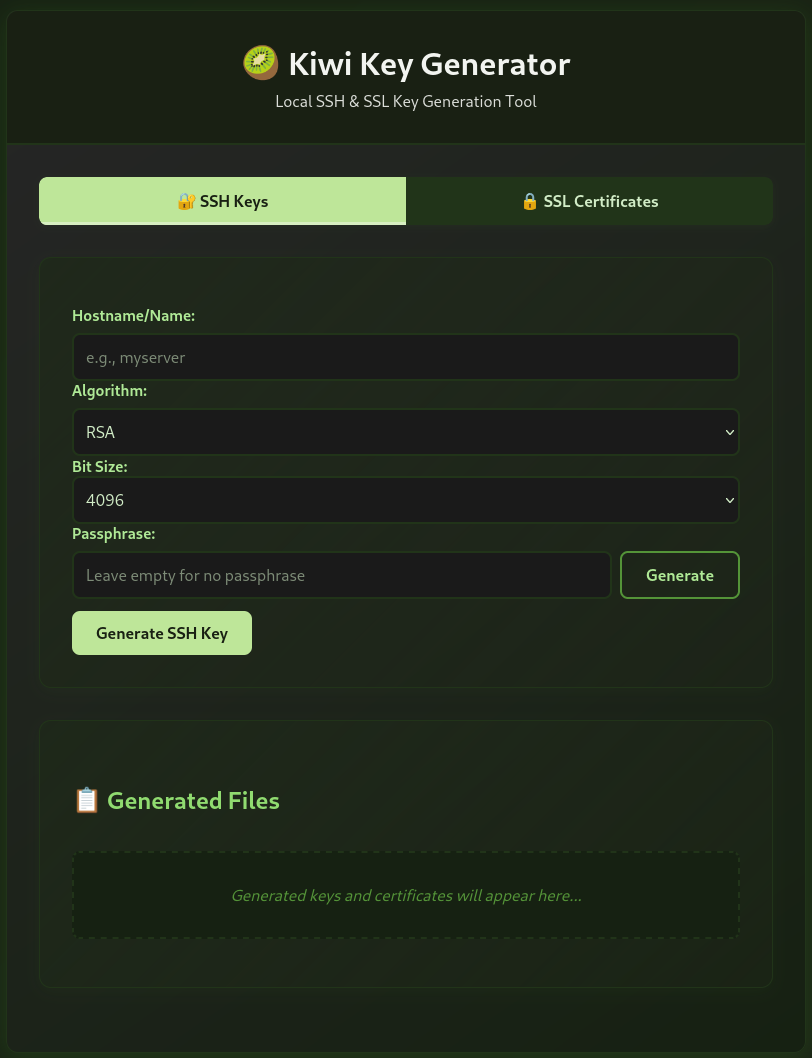 Kiwi Key Generator
Local SSH & SSL Key Generation Tool
SSH Keys
SSL Certificates
Hostname/Name:
e.g., myserver
Algorithm:
RSA
Bit Size:
4096
Passphrase:
Leave empty for no passphrase
Generate
Generate SSH Key
Generated Files
Generated keys and certificates will appear here...